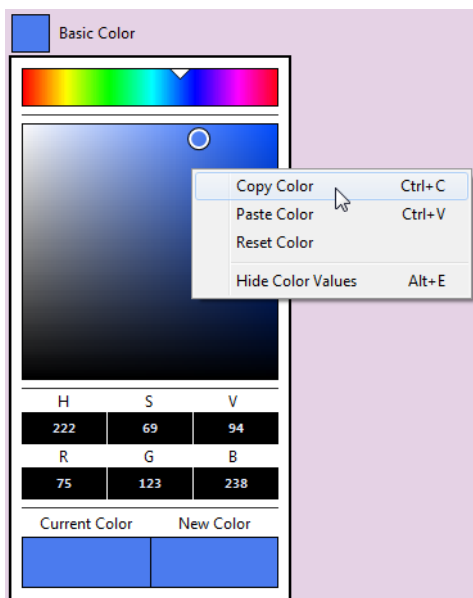 Basic Color
Copy Color Ctrl+C
Paste Color Ctrl+V
Reset Color
Hide Color Values Alt+E
H S V
222 69 94
R G B
75 123 238
Current Color New Color